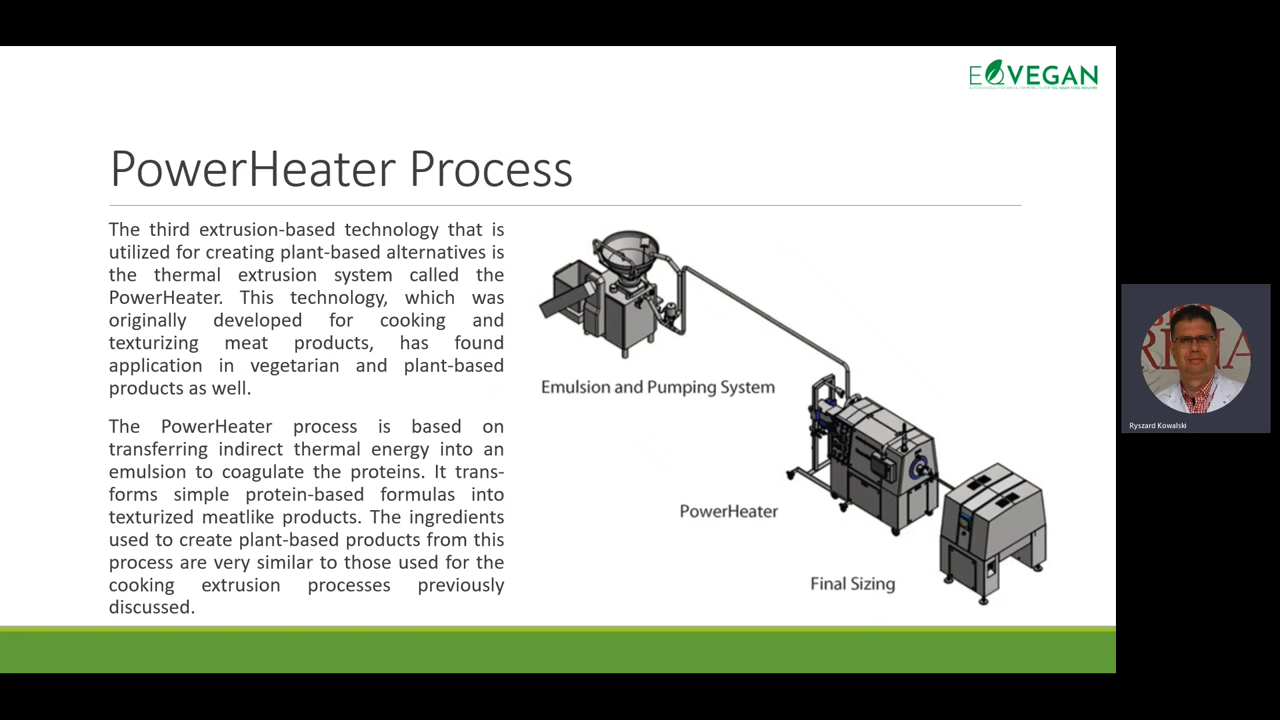 EQVEGAN
PowerHeater Process
The third extrusion-based technology that is
utilized for creating plant-based alternatives is
the thermal extrusion system called the
PowerHeater. This technology, which was
originally developed for cooking and
texturizing meat products, has found
application in vegetarian and plant-based
products as well.
The PowerHeater process is based on
transferring indirect thermal energy into an
emulsion to coagulate the proteins. It trans-
forms simple protein-based formulas into
texturized meatlike products. The ingredients
used to create plant-based products from this
process are very similar to those used for the
cooking extrusion processes previously
discussed.
Emulsion and Pumping System
PowerHeater
Final Sizing
Ryszard Kowalski